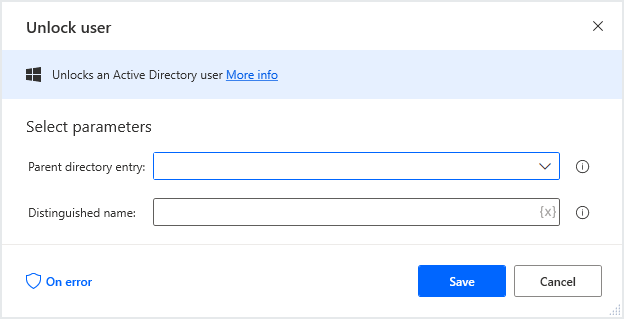 Unlock user
Unlocks an Active Directory user More info
Select parameters
Parent directory entry:
Distinguished name: {x}
On error Save Cancel